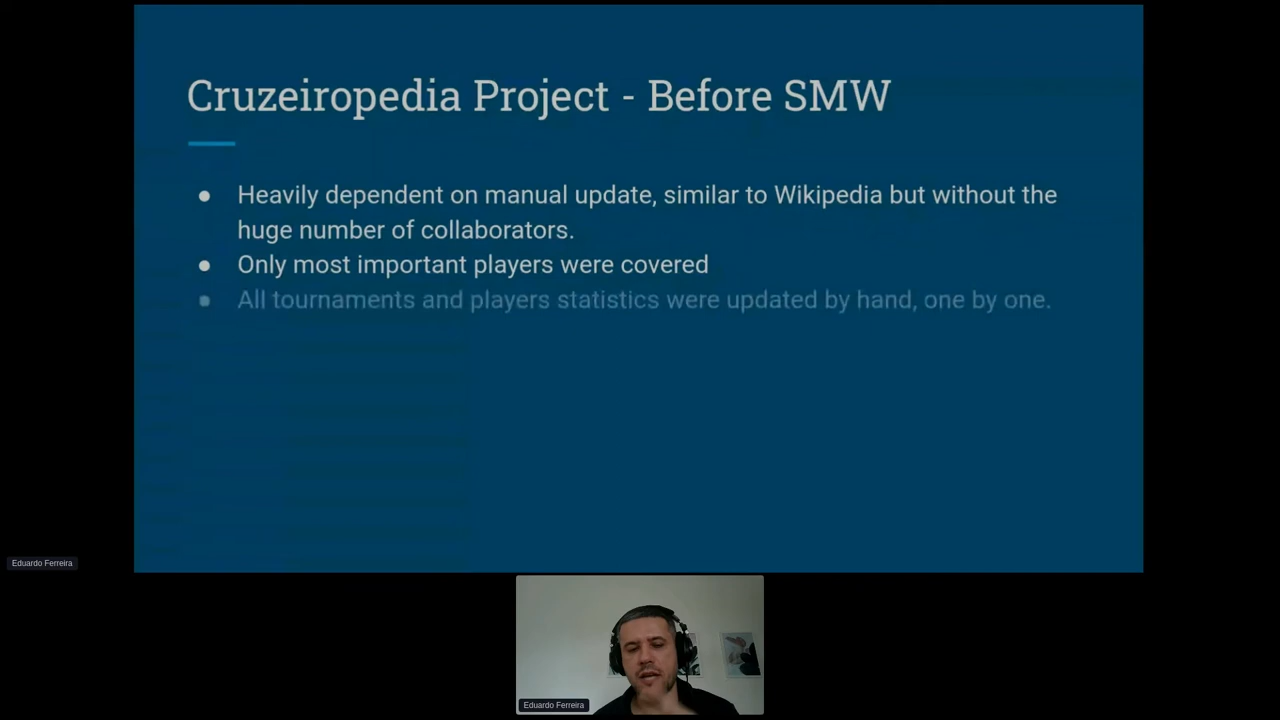 Cruzeiropedia Project - Before SMW
● Heavily dependent on manual update, similar to Wikipedia but without the
huge number of collaborators.
● Only most important players were covered
● All tournaments and players statistics were updated by hand, one by one.
Eduardo Ferreira
Eduardo Ferreira